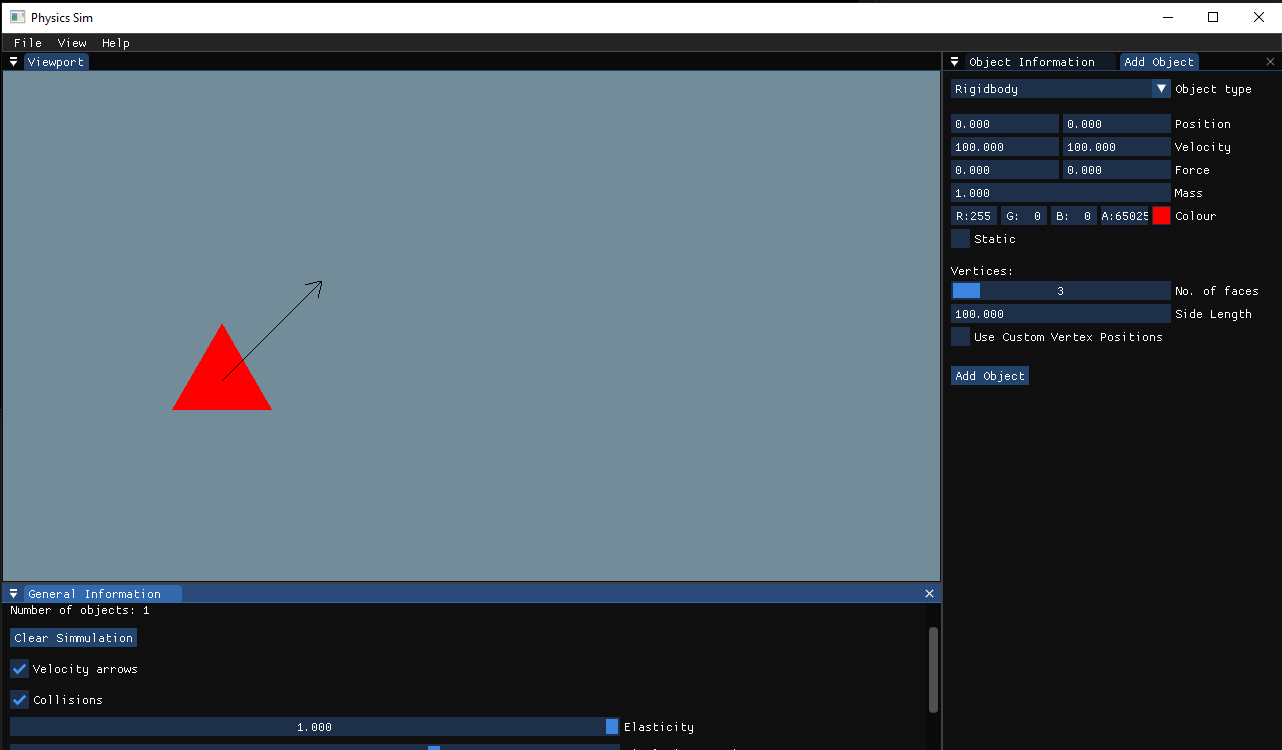 Physics Sim
File View Help
Viewport
Object Information Add Object
Rigidbody Object type
0.000 0.000 Position
100.000 100.000 Velocity
0.000 0.000 Force
1.000 Mass
R:255 G: 0 B: 0 A:65025 Colour
Static
Vertices:
3 No. of faces
100.000 Side Length
Use Custom Vertex Positions
Add Object
General Information
Number of objects: 1
Clear Simmulation
Velocity arrows
Collisions
1.000 Elasticity